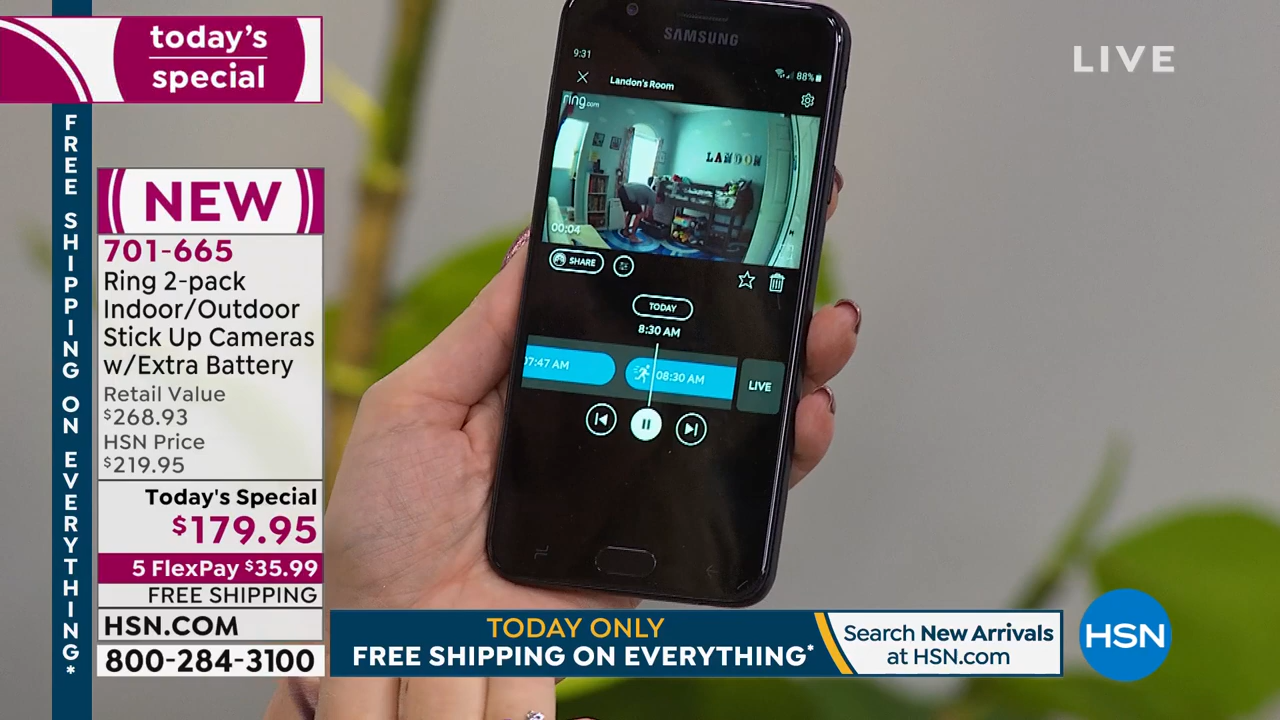 today's
special
FREE SHIPPING ON EVERYTHING*
NEW
701-665
Ring 2-pack
Indoor/Outdoor
Stick Up Cameras
w/Extra Battery
Retail Value
$268.93
HSN Price
$219.95
Today's Special
$179.95
5 FlexPay $35.99
FREE SHIPPING
HSN.COM
800-284-3100
LIVE
SAMSUNG
9:31
88%
Landon's Room
ring.com
LANDON
00:04
SHARE
TODAY
8:30 AM
07:47 AM
08:30 AM
LIVE
TODAY ONLY
FREE SHIPPING ON EVERYTHING*
Search New Arrivals
at HSN.com
HSN